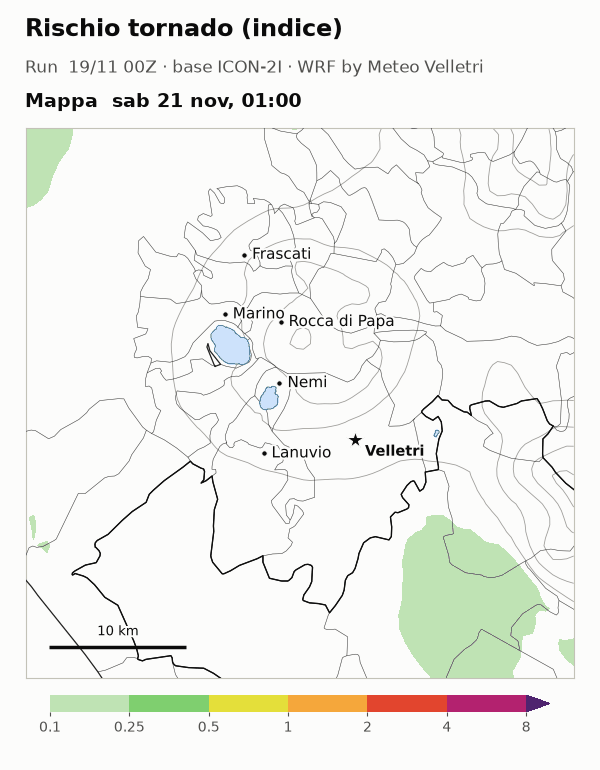 Rischio tornado (indice)
Run  19/11 00Z · base ICON-2I · WRF by Meteo Velletri
Mappa  sab 21 nov, 01:00
Frascati
Marino
Rocca di Papa
Nemi
Velletri
Lanuvio
10 km
0.1 0.25 0.5 1 2 4 8